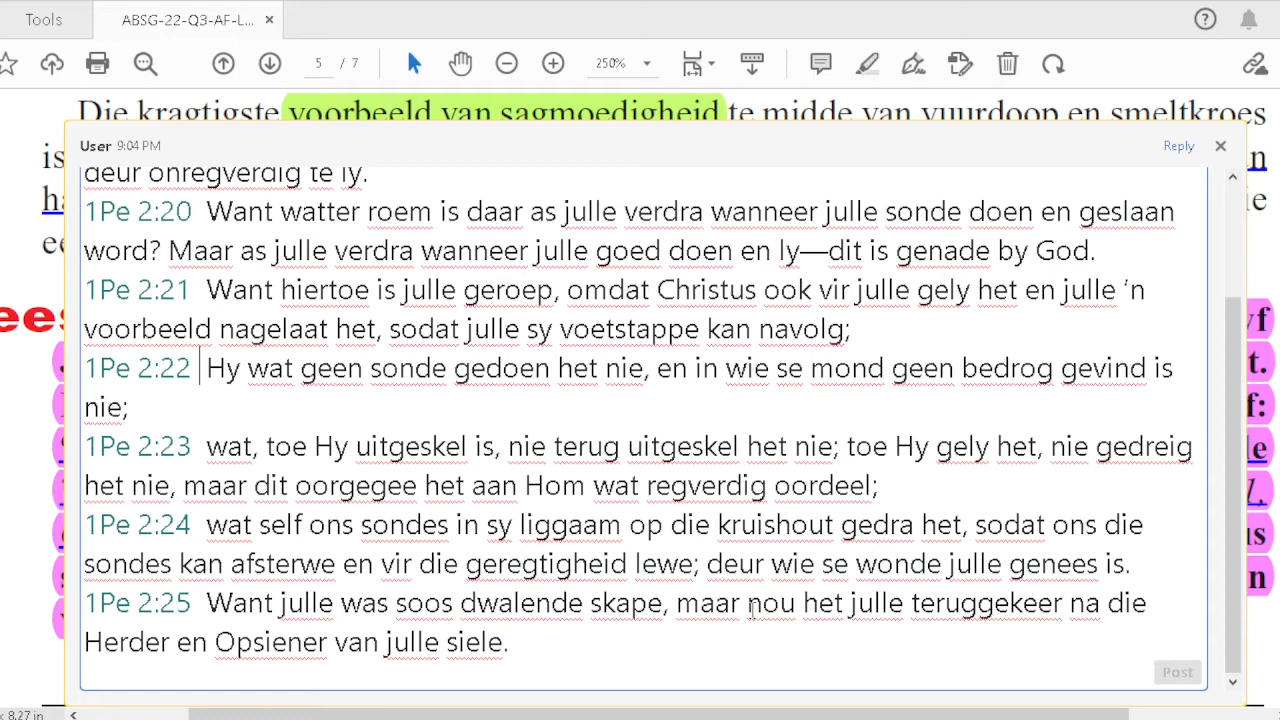 Tools
ABSG-22-Q3-AF-L... ×
5 / 7
250%
Die kragtigste voorbeeld van sagmoedigheid te midde van vuurdoop en smeltkroes
User 9:04 PM
Reply
deur onregverdig te ly.
1Pe 2:20 Want watter roem is daar as julle verdra wanneer julle sonde doen en geslaan
word? Maar as julle verdra wanneer julle goed doen en ly—dit is genade by God.
1Pe 2:21 Want hiertoe is julle geroep, omdat Christus ook vir julle gely het en julle ’n
voorbeeld nagelaat het, sodat julle sy voetstappe kan navolg;
1Pe 2:22 Hy wat geen sonde gedoen het nie, en in wie se mond geen bedrog gevind is
nie;
1Pe 2:23 wat, toe Hy uitgeskel is, nie terug uitgeskel het nie; toe Hy gely het, nie gedreig
het nie, maar dit oorgegee het aan Hom wat regverdig oordeel;
1Pe 2:24 wat self ons sondes in sy liggaam op die kruishout gedra het, sodat ons die
sondes kan afsterwe en vir die geregtigheid lewe; deur wie se wonde julle genees is.
1Pe 2:25 Want julle was soos dwalende skape, maar nou het julle teruggekeer na die
Herder en Opsiener van julle siele.
Post
x 8,27 in